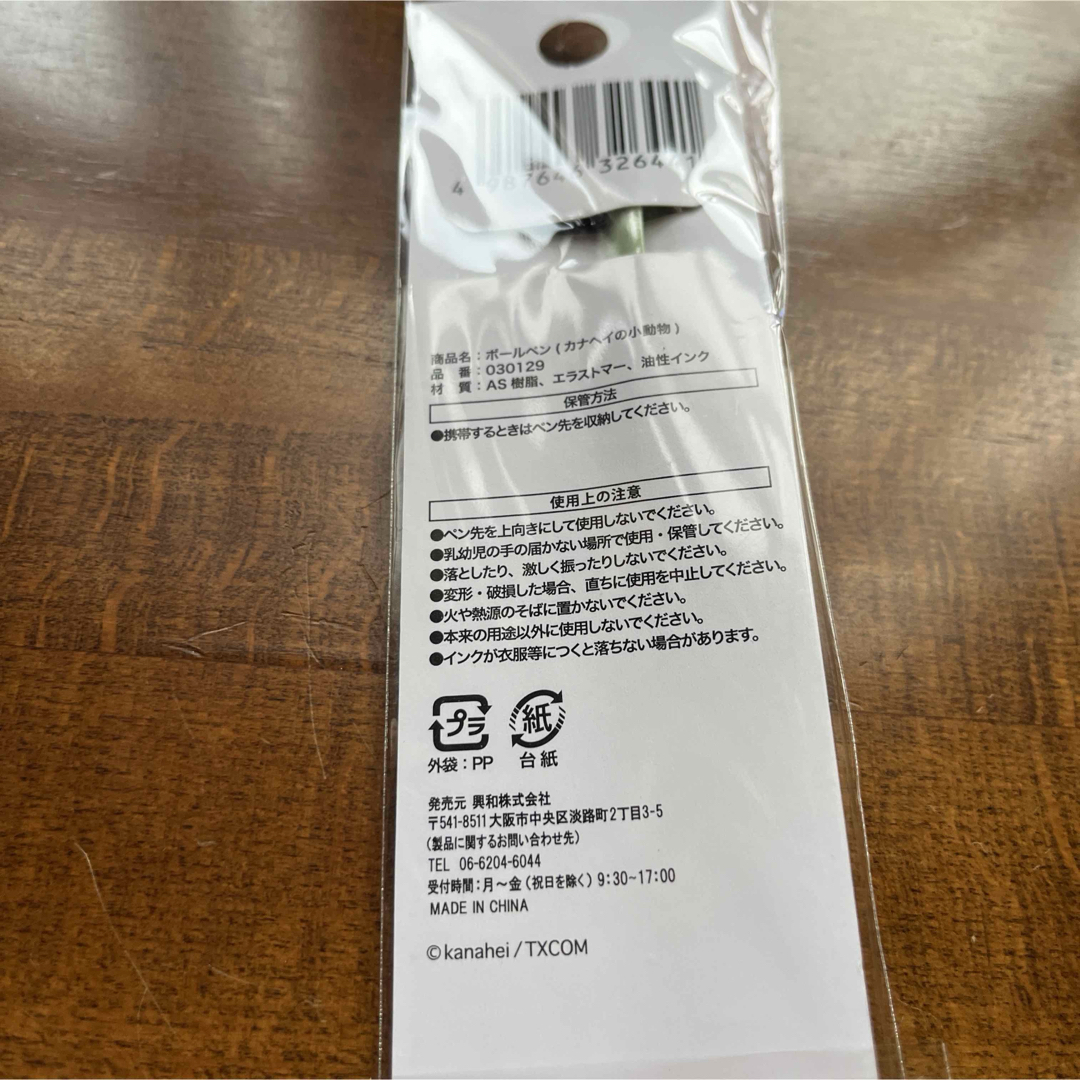 商品名：ボールペン（カナヘイの小動物）
品　番：030129
材　質：AS樹脂、エラストマー、油性インク
保管方法
●携帯するときはペン先を収納してください。
使用上の注意
●ペン先を上向きにして使用しないでください。
●乳幼児の手の届かない場所で使用・保管してください。
●落としたり、激しく振ったりしないでください。
●変形・破損した場合、直ちに使用を中止してください。
●火や熱源のそばに置かないでください。
●本来の用途以外に使用しないでください。
●インクが衣服等につくと落ちない場合があります。
プラ 紙
外袋：PP 台紙
発売元 興和株式会社
〒541-8511 大阪市中央区淡路町2丁目3-5
（製品に関するお問い合わせ先）
TEL 06-6204-6044
受付時間：月～金（祝日を除く）9:30~17:00
MADE IN CHINA
©kanahei/TXCOM